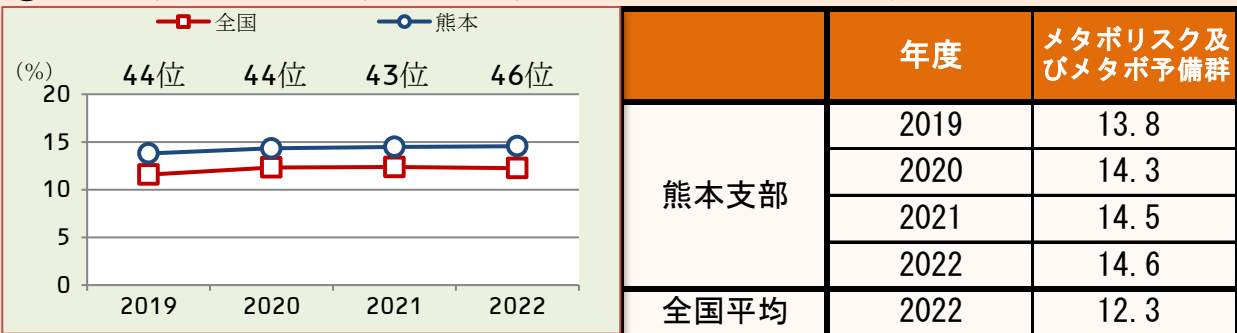 全国 熊本
(%) 44位 44位 43位 46位
20
15
10
5
0
2019 2020 2021 2022
年度 メタボリスク及
びメタボ予備群
熊本支部
2019 13.8
2020 14.3
2021 14.5
2022 14.6
全国平均 2022 12.3